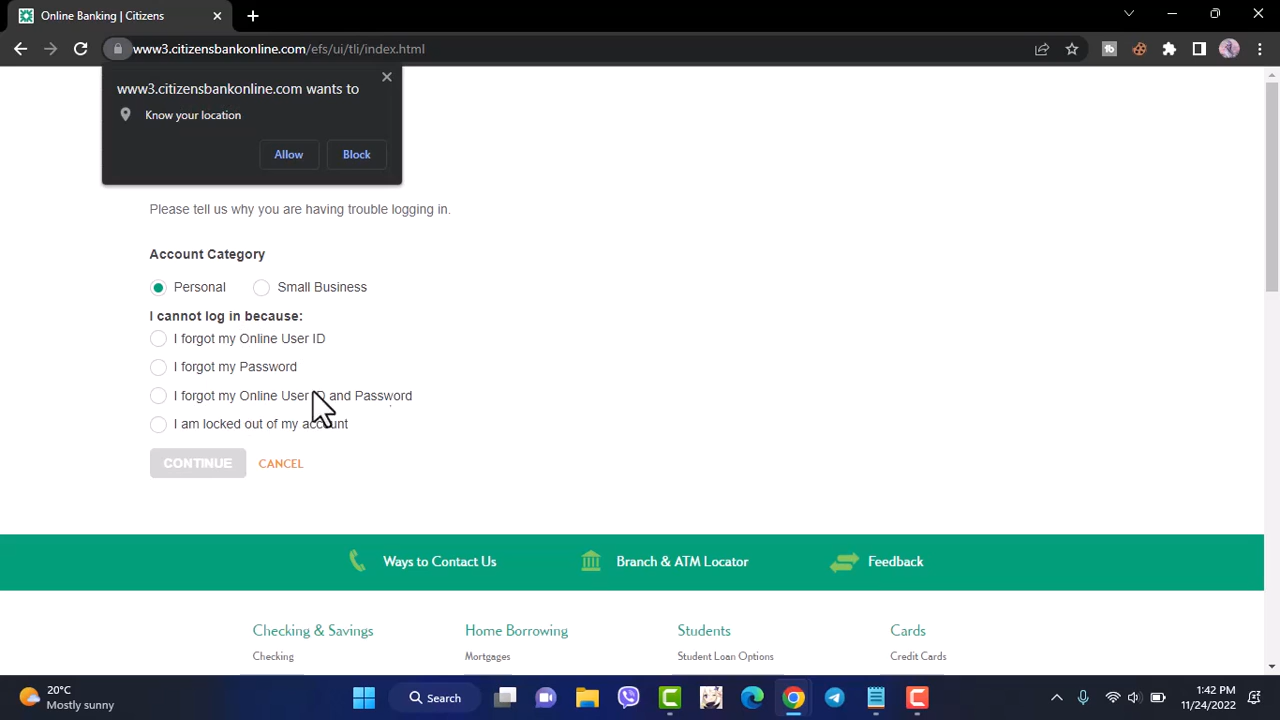 Online Banking | Citizens
www3.citizensbankonline.com/efs/ui/tli/index.html
www3.citizensbankonline.com wants to
Know your location
Allow
Block
Please tell us why you are having trouble logging in.
Account Category
Personal
Small Business
I cannot log in because:
I forgot my Online User ID
I forgot my Password
I forgot my Online User ID and Password
I am locked out of my account
CONTINUE
CANCEL
Ways to Contact Us
Branch & ATM Locator
Feedback
Checking & Savings
Home Borrowing
Students
Cards
Checking
Mortgages
Student Loan Options
Credit Cards
20°C
Mostly sunny
Search
1:42 PM
11/24/2022